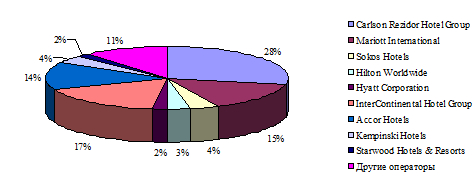 2%
11%
28%
4%
14%
17%
2%
3%
4%
15%
Carlson Rezidor Hotel Group
Mariott International
Sokos Hotels
Hilton Worldwide
Hyatt Corporation
InterContinental Hotel Group
Accor Hotels
Kempinski Hotels
Starwood Hotels & Resorts
Другие операторы